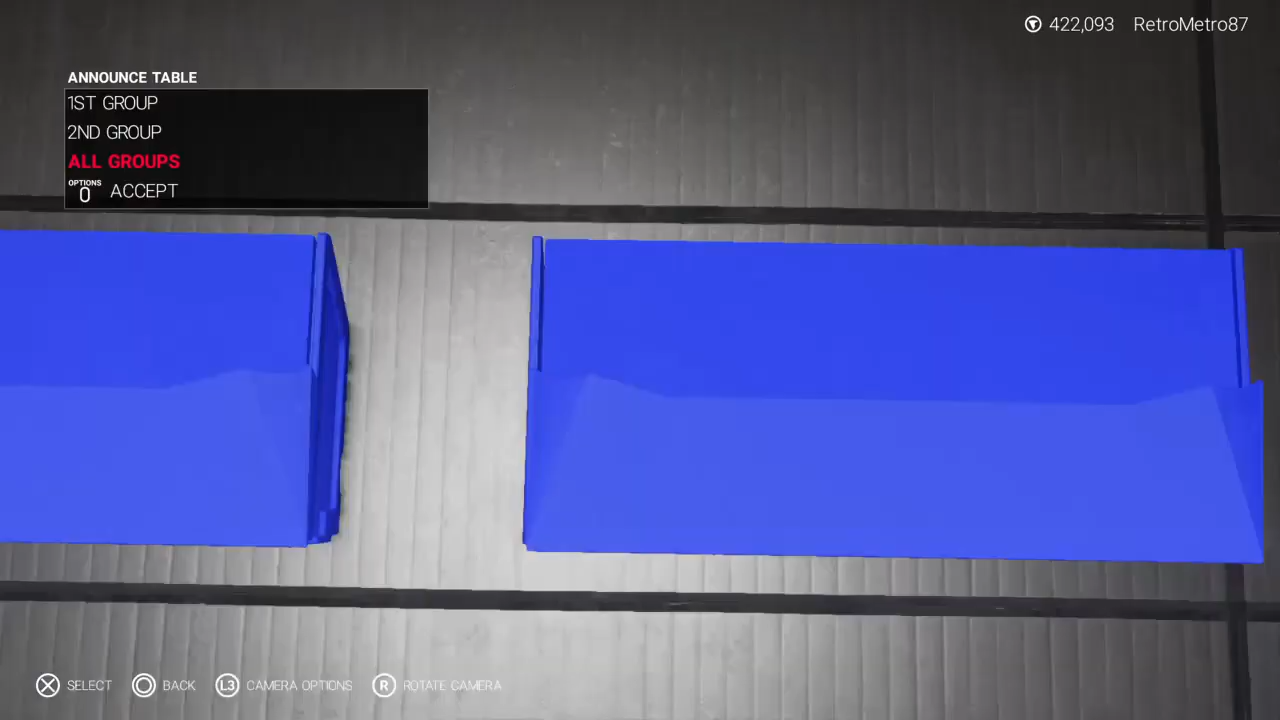 422,093 RetroMetro87
ANNOUNCE TABLE
1ST GROUP
2ND GROUP
ALL GROUPS
OPTIONS ACCEPT
SELECT BACK L3 CAMERA OPTIONS R ROTATE CAMERA